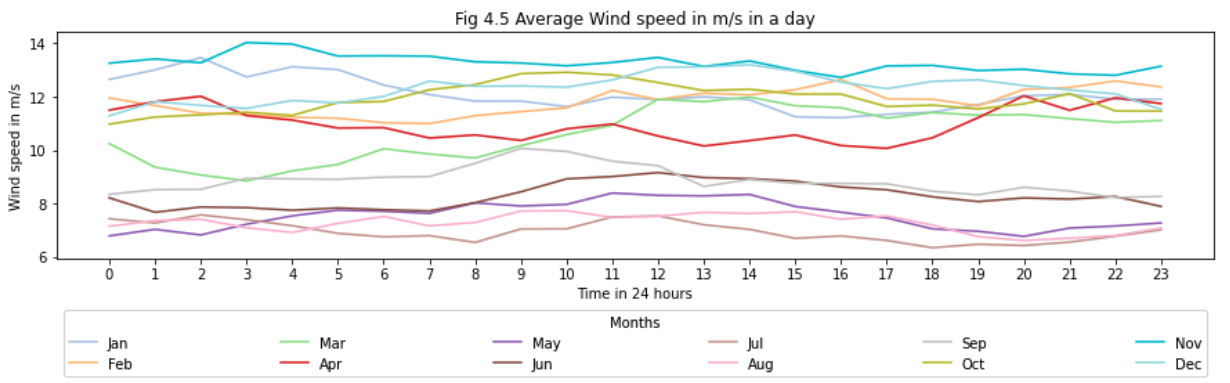 Fig 4.5 Average Wind speed in m/s in a day
Wind speed in m/s
14
12
10
8
6
0 1 2 3 4 5 6 7 8 9 10 11 12 13 14 15 16 17 18 19 20 21 22 23
Time in 24 hours
Months
Jan Mar May Jul Sep Nov
Feb Apr Jun Aug Oct Dec